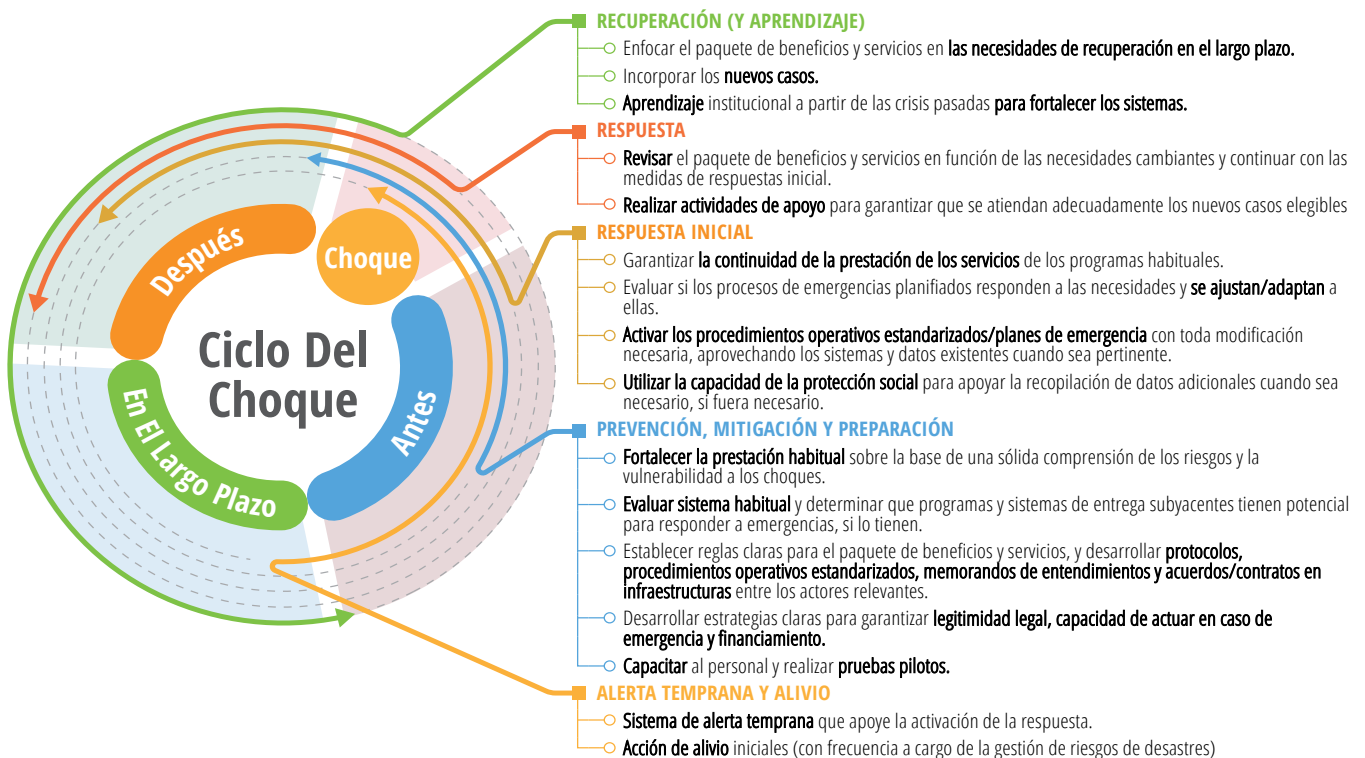 RECUPERACIÓN (Y APRENDIZAJE)
Enfocar el paquete de beneficios y servicios en las necesidades de recuperación en el largo plazo.
Incorporar los nuevos casos.
Aprendizaje institucional a partir de las crisis pasadas para fortalecer los sistemas.
RESPUESTA
Revisar el paquete de beneficios y servicios en función de las necesidades cambiantes y continuar con las
medidas de respuestas inicial.
Realizar actividades de apoyo para garantizar que se atiendan adecuadamente los nuevos casos elegibles
RESPUESTA INICIAL
Garantizar la continuidad de la prestación de los servicios de los programas habituales.
Evaluar si los procesos de emergencias planificados responden a las necesidades y se ajustan/adaptan a
ellas.
Activar los procedimientos operativos estandarizados/planes de emergencia con toda modificación
necesaria, aprovechando los sistemas y datos existentes cuando sea pertinente.
Utilizar la capacidad de la protección social para apoyar la recopilación de datos adicionales cuando sea
necesario, si fuera necesario.
PREVENCIÓN, MITIGACIÓN Y PREPARACIÓN
Fortalecer la prestación habitual sobre la base de una sólida comprensión de los riesgos y la
vulnerabilidad a los choques.
Evaluar sistema habitual y determinar que programas y sistemas de entrega subyacentes tienen potencial
para responder a emergencias, si lo tienen.
Establecer reglas claras para el paquete de beneficios y servicios, y desarrollar protocolos,
procedimientos operativos estandarizados, memorandos de entendimientos y acuerdos/contratos en
infraestructuras entre los actores relevantes.
Desarrollar estrategias claras para garantizar legitimidad legal, capacidad de actuar en caso de
emergencia y financiamiento.
Capacitar al personal y realizar pruebas pilotos.
ALERTA TEMPRANA Y ALIVIO
Sistema de alerta temprana que apoye la activación de la respuesta.
Acción de alivio iniciales (con frecuencia a cargo de la gestión de riesgos de desastres)
Después
Choque
Ciclo Del
Choque
Antes
En El Largo Plazo